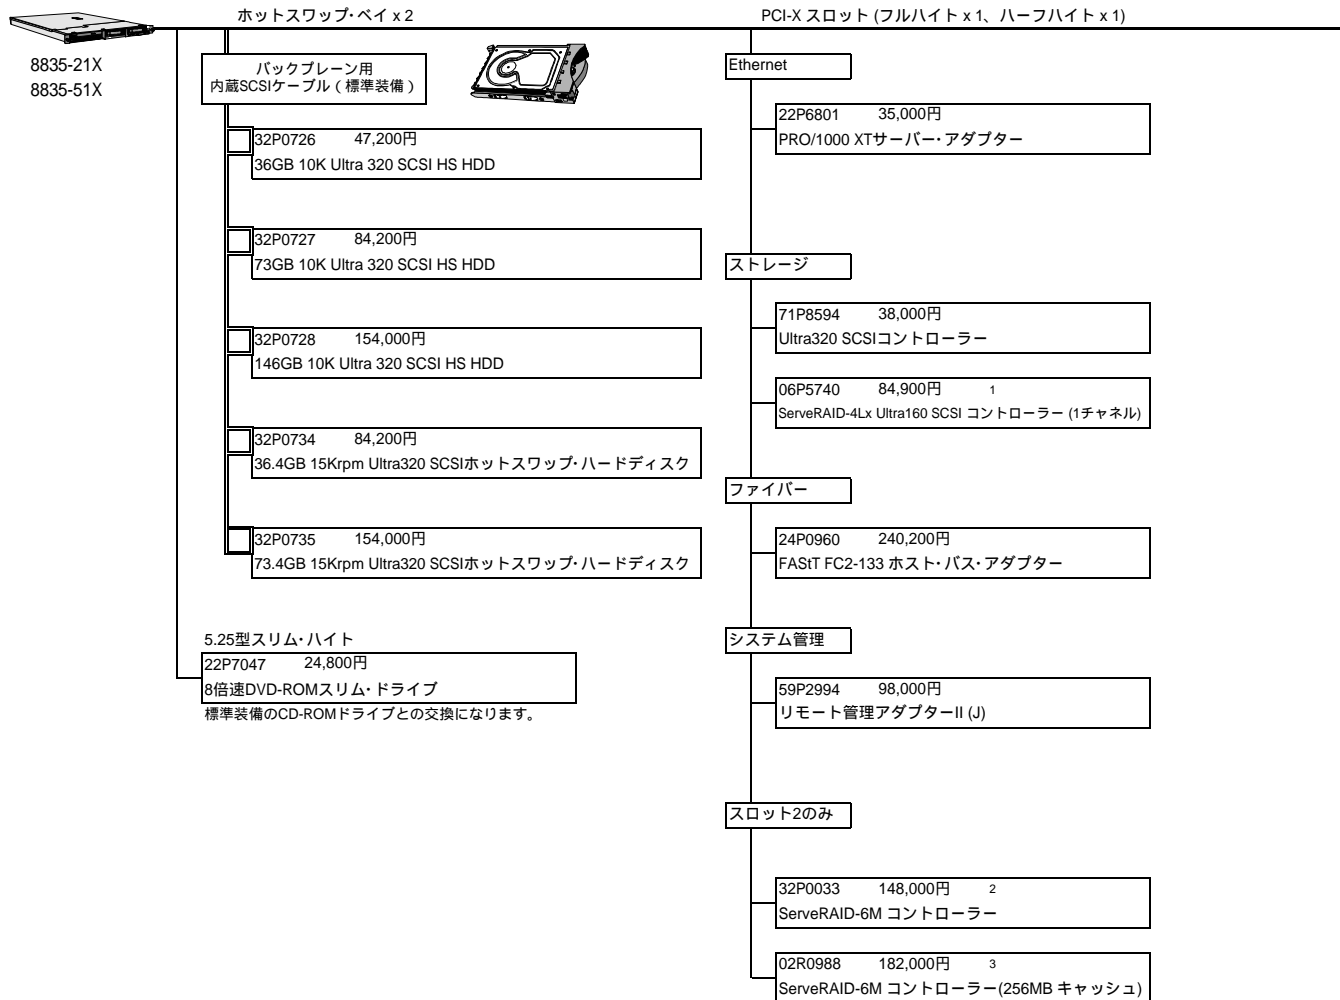 ホットスワップ・ベイ x 2
PCI-X スロット (フルハイト x 1、ハーフハイト x 1)
8835-21X
8835-51X
バックプレーン用
内蔵SCSIケーブル ( 標準装備 )
32P0726 47,200円
36GB 10K Ultra 320 SCSI HS HDD
32P0727 84,200円
73GB 10K Ultra 320 SCSI HS HDD
32P0728 154,000円
146GB 10K Ultra 320 SCSI HS HDD
32P0734 84,200円
36.4GB 15Krpm Ultra320 SCSIホットスワップ・ハードディスク
32P0735 154,000円
73.4GB 15Krpm Ultra320 SCSIホットスワップ・ハードディスク
5.25型スリム・ハイト
22P7047 24,800円
8倍速DVD-ROMスリム・ドライブ
標準装備のCD-ROMドライブとの交換になります。
Ethernet
22P6801 35,000円
PRO/1000 XTサーバー・アダプター
ストレージ
71P8594 38,000円
Ultra320 SCSIコントローラー
06P5740 84,900円 1
ServeRAID-4Lx Ultra160 SCSI コントローラー (1チャネル)
ファイバー
24P0960 240,200円
FAStT FC2-133 ホスト・バス・アダプター
システム管理
59P2994 98,000円
リモート管理アダプターII (J)
スロット2のみ
32P0033 148,000円 2
ServeRAID-6M コントローラー
02R0988 182,000円 3
ServeRAID-6M コントローラー(256MB キャッシュ)